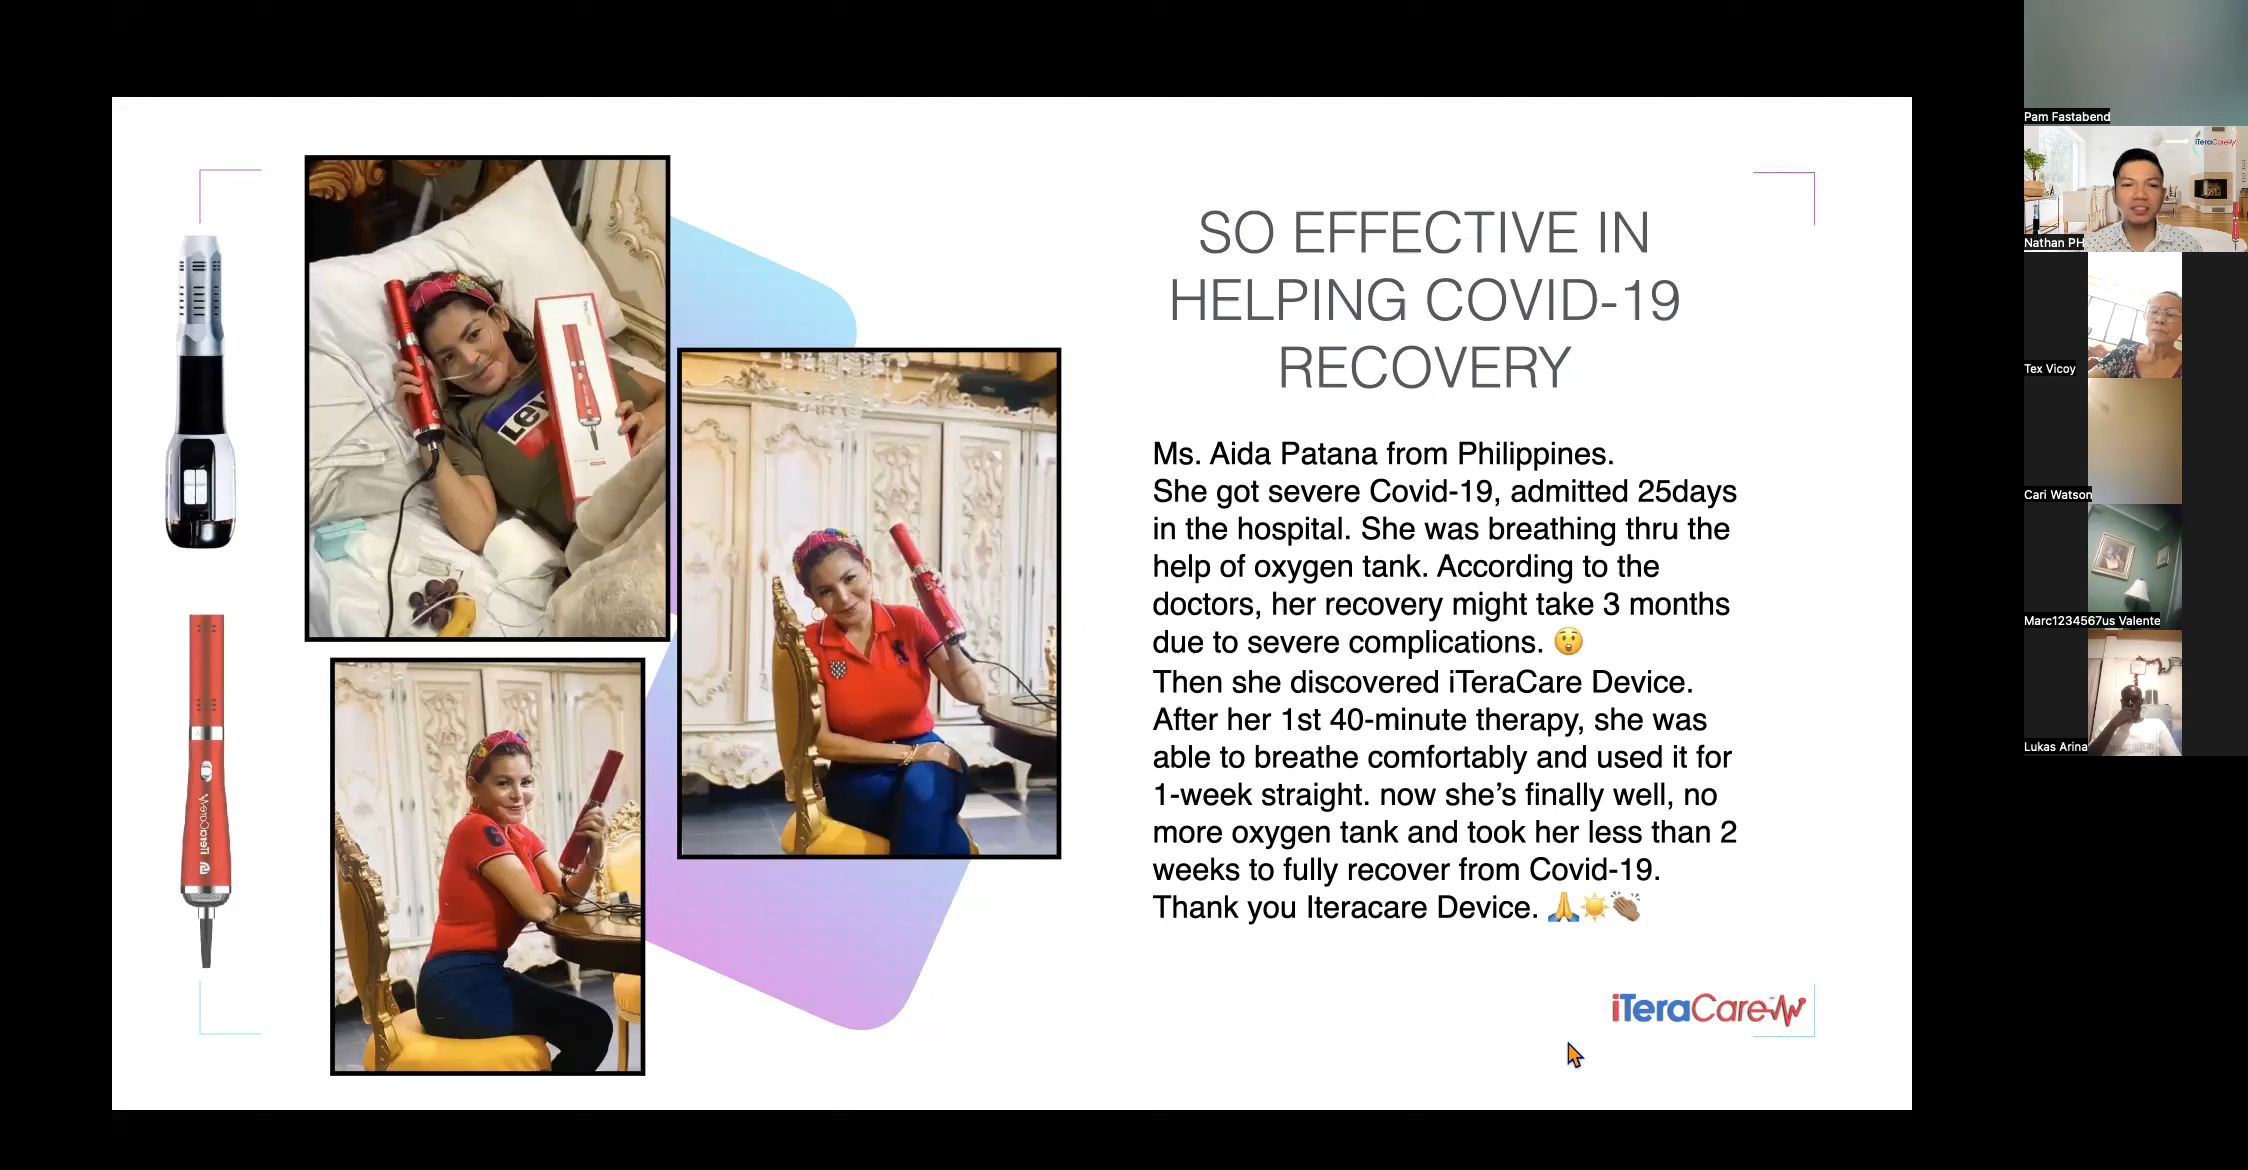 SO EFFECTIVE IN
HELPING COVID-19
RECOVERY
Ms. Aida Patana from Philippines.
She got severe Covid-19, admitted 25days
in the hospital. She was breathing thru the
help of oxygen tank. According to the
doctors, her recovery might take 3 months
due to severe complications. 😲
Then she discovered iTeraCare Device.
After her 1st 40-minute therapy, she was
able to breathe comfortably and used it for
1-week straight. now she's finally well, no
more oxygen tank and took her less than 2
weeks to fully recover from Covid-19.
Thank you Iteracare Device. 🙏☀️👏🏽
iTeraCare
iTeraCare
Levi
Pam Fastabend
iTeraCare
Nathan PH
Tex Vicoy
Cari Watson
Marc1234567us Valente
Lukas Arina